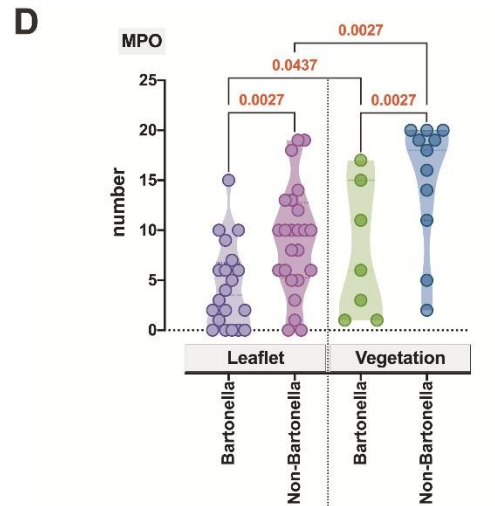 D
MPO
0.0027
0.0437
0.0027
0.0027
25
20
15
10
5
0
number
Leaflet
Vegetation
Bartonella
Non-Bartonella
Bartonella
Non-Bartonella